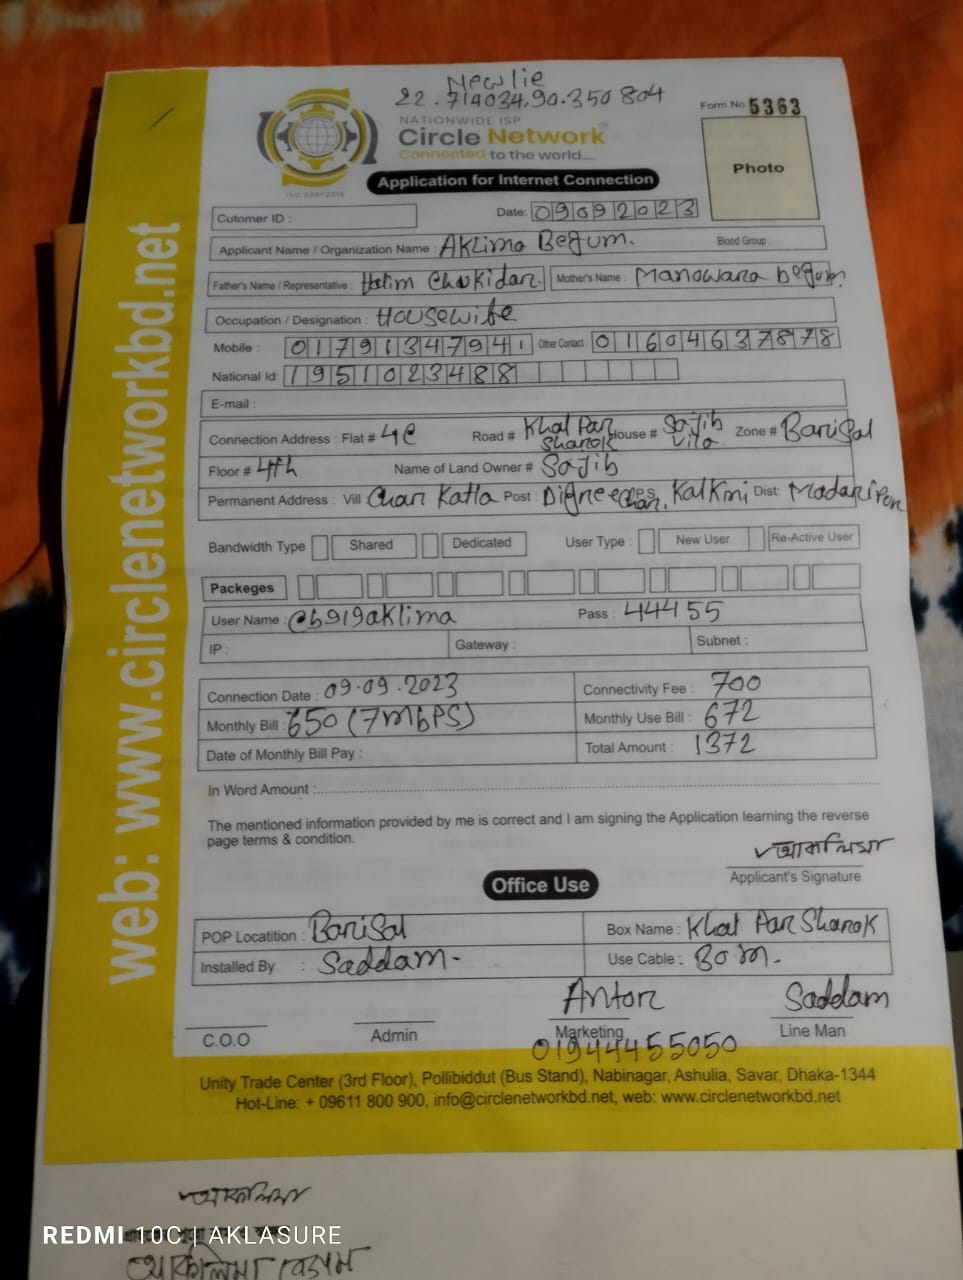 New lie
22.714034,90.350804
NATIONWIDE ISP
Circle Network
Connected to the world....
ISO 9001:2015
Form No 5363
Photo
Application for Internet Connection
Cutomer ID :
Date: 09092023
Applicant Name / Organization Name : Aklima Begum.
Blood Group :
Father's Name / Representative : Halim Chokidar.
Mother's Name : Manowara begum.
Occupation / Designation : Housewife
Mobile : 01791347941
Other Contact : 01604637878
National Id: 1951023488
E-mail :
Connection Address : Flat # 4C Road # Khal Par Sharok House # Sajib Vila Zone # Barisal
Floor # 4th Name of Land Owner # Sajib
Permanent Address : Vill : Char Katla Post : PS: Kalkini Dist: Madaripur
Bandwidth Type Shared Dedicated User Type : New User Re-Active User
Packeges
User Name : cb919aklima Pass : 44455
IP : Gateway : Subnet :
Connection Date : 09.09.2023 Connectivity Fee : 700
Monthly Bill : 650 (7mbps) Monthly Use Bill : 672
Date of Monthly Bill Pay : Total Amount : 1372
In Word Amount :
The mentioned information provided by me is correct and I am signing the Application learning the reverse
page terms & condition.
আকলিমা
Applicant's Signature
Office Use
POP Locatition : Barisal Box Name : Khal Par Sharok
Installed By : Saddam. Use Cable : 80 m.
Anton Saddam
C.O.O Admin Marketing Line Man
01944455050
Unity Trade Center (3rd Floor), Pollibiddut (Bus Stand), Nabinagar, Ashulia, Savar, Dhaka-1344
Hot-Line: + 09611 800 900, info@circlenetworkbd.net, web: www.circlenetworkbd.net
web: www.circlenetworkbd.net
আকলিমা
REDMI 10C | AKLASURE
আকলিমা বেগম